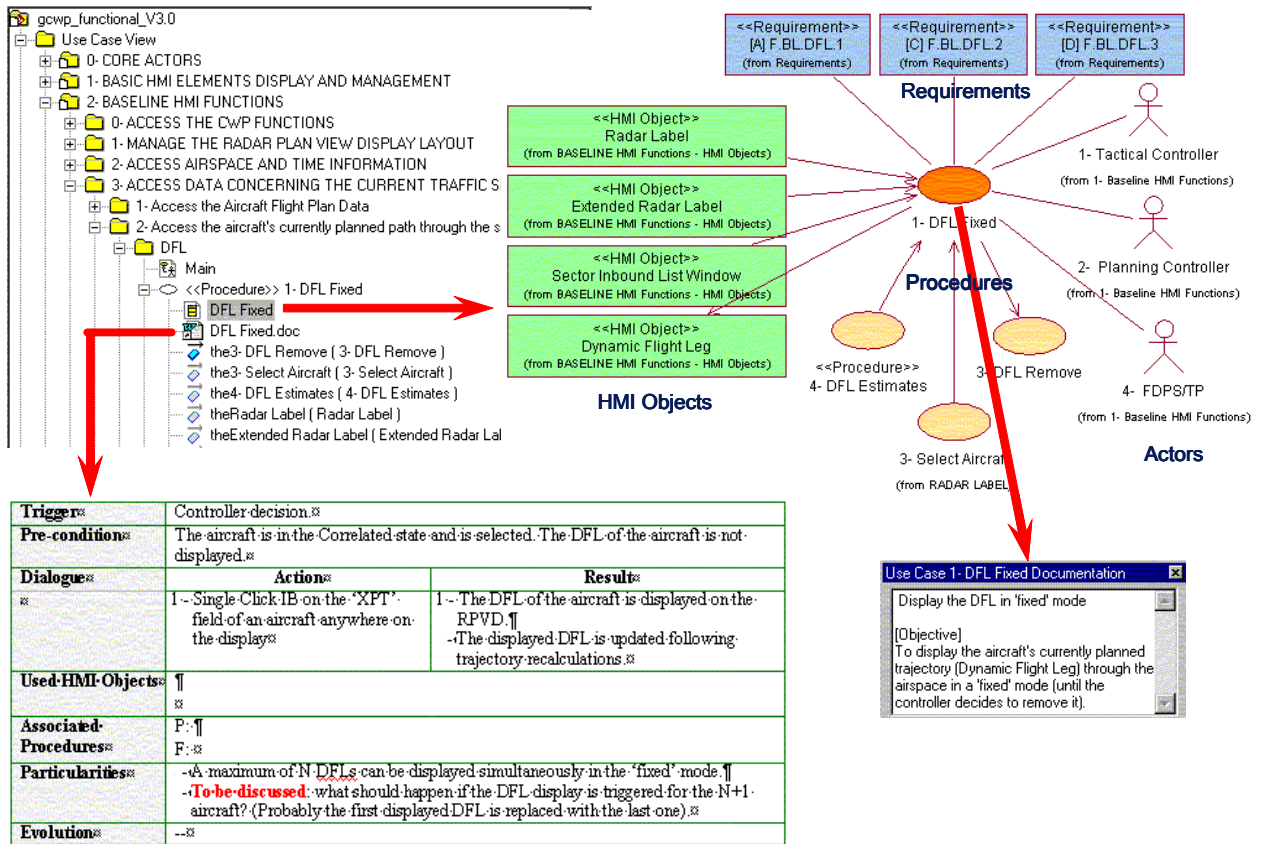 gcwp_functional_V3.0
Use Case View
0- CORE ACTORS
1- BASIC HMI ELEMENTS DISPLAY AND MANAGEMENT
2- BASELINE HMI FUNCTIONS
0- ACCESS THE CWP FUNCTIONS
1- MANAGE THE RADAR PLAN VIEW DISPLAY LAYOUT
2- ACCESS AIRSPACE AND TIME INFORMATION
3- ACCESS DATA CONCERNING THE CURRENT TRAFFIC S
1- Access the Aircraft Flight Plan Data
2- Access the aircraft's currently planned path through the s
DFL
Main
<<Procedure>> 1- DFL Fixed
DFL Fixed
DFL Fixed.doc
the3- DFL Remove ( 3- DFL Remove )
the3- Select Aircraft ( 3- Select Aircraft )
the4- DFL Estimates ( 4- DFL Estimates )
theRadar Label ( Radar Label )
theExtended Radar Label ( Extended Radar Lal
<<Requirement>>
[A] F.BL.DFL.1
(from Requirements)
<<Requirement>>
[C] F.BL.DFL.2
(from Requirements)
<<Requirement>>
[D] F.BL.DFL.3
(from Requirements)
Requirements
<<HMI Object>>
Radar Label
(from BASELINE HMI Functions - HMI Objects)
<<HMI Object>>
Extended Radar Label
(from BASELINE HMI Functions - HMI Objects)
<<HMI Object>>
Sector Inbound List Window
(from BASELINE HMI Functions - HMI Objects)
<<HMI Object>>
Dynamic Flight Leg
(from BASELINE HMI Functions - HMI Objects)
HMI Objects
1- DFL Fixed
Procedures
<<Procedure>>
4- DFL Estimates
3- DFL Remove
3- Select Aircraft
(from RADAR LABEL)
1- Tactical Controller
(from 1- Baseline HMI Functions)
2- Planning Controller
(from 1- Baseline HMI Functions)
4- FDPS/TP
(from 1- Baseline HMI Functions)
Actors
Trigger¤ Controller·decision.¤
Pre-condition¤ The·aircraft·is·in·the·Correlated·state·and·is·selected.·The·DFL·of·the·aircraft·is·not·
displayed.¤
Dialogue¤ Action¤ Result¤
¤ 1·-·Single·Click·IB·on·the·‘XPT’· 1·-·The·DFL·of·the·aircraft·is·displayed·on·the·
field·of·an·aircraft·anywhere·on· RPVD.¶
the·display¤ -The·displayed·DFL·is·updated·following·
trajectory·recalculations.¤
Used·HMI·Objects¤ ¶
¤
Associated· P:·¶
Procedures¤ F:·¤
Particularities¤ -A·maximum·of·N·DFLs·can·be·displayed·simultaneously·in·the·‘fixed’·mode.¶
-To·be·discussed:·what·should·happen·if·the·DFL·display·is·triggered·for·the·N+1·
aircraft?·(Probably·the·first·displayed·DFL·is·replaced·with·the·last·one).¤
Evolution¤ --¤
Use Case 1- DFL Fixed Documentation
Display the DFL in 'fixed' mode
[Objective]
To display the aircraft's currently planned
trajectory (Dynamic Flight Leg) through the
airspace in a 'fixed' mode (until the
controller decides to remove it).